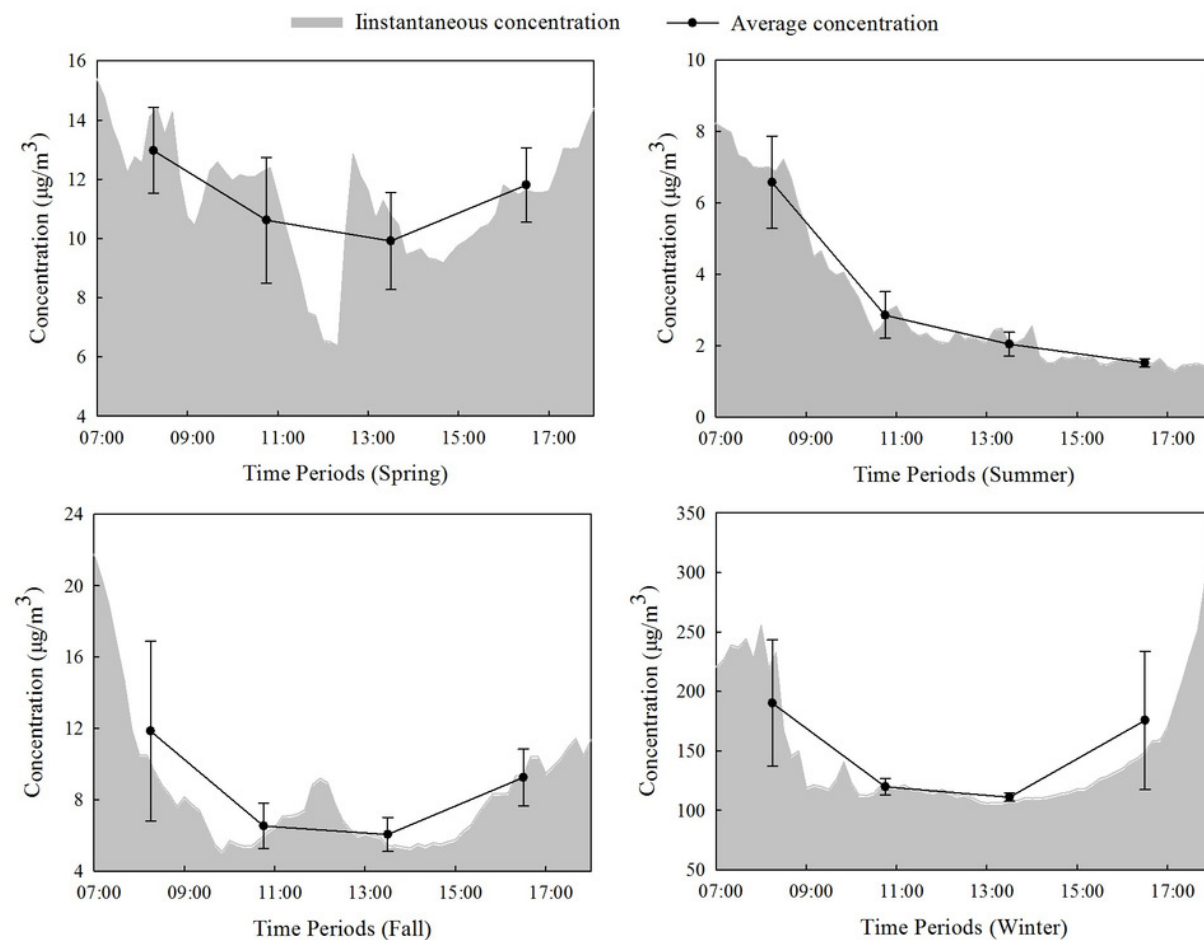 Iinstantaneous concentration
Average concentration
Concentration (µg/m³)
16
14
12
10
8
6
4
07:00 09:00 11:00 13:00 15:00 17:00
Time Periods (Spring)
Concentration (µg/m³)
10
8
6
4
2
0
07:00 09:00 11:00 13:00 15:00 17:00
Time Periods (Summer)
Concentration (µg/m³)
24
20
16
12
8
4
07:00 09:00 11:00 13:00 15:00 17:00
Time Periods (Fall)
Concentration (µg/m³)
350
300
250
200
150
100
50
07:00 09:00 11:00 13:00 15:00 17:00
Time Periods (Winter)